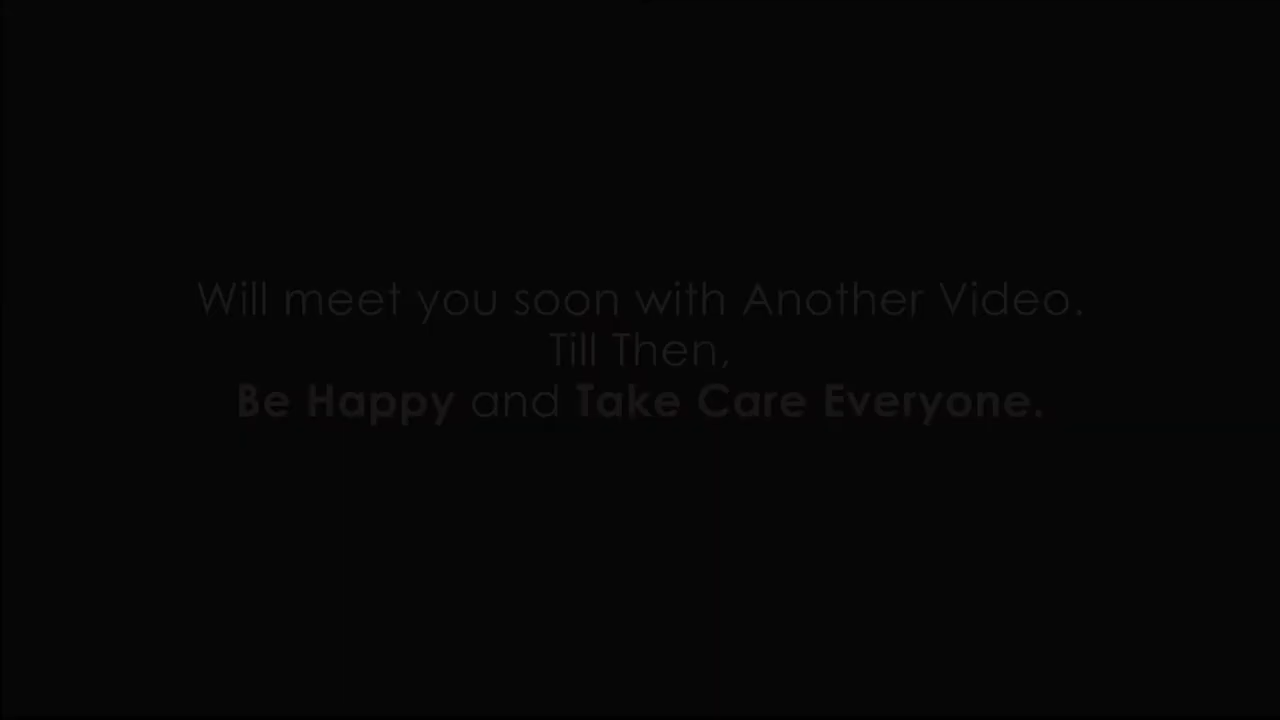 Will meet you soon with Another Video.
Till Then,
Be Happy and Take Care Everyone.